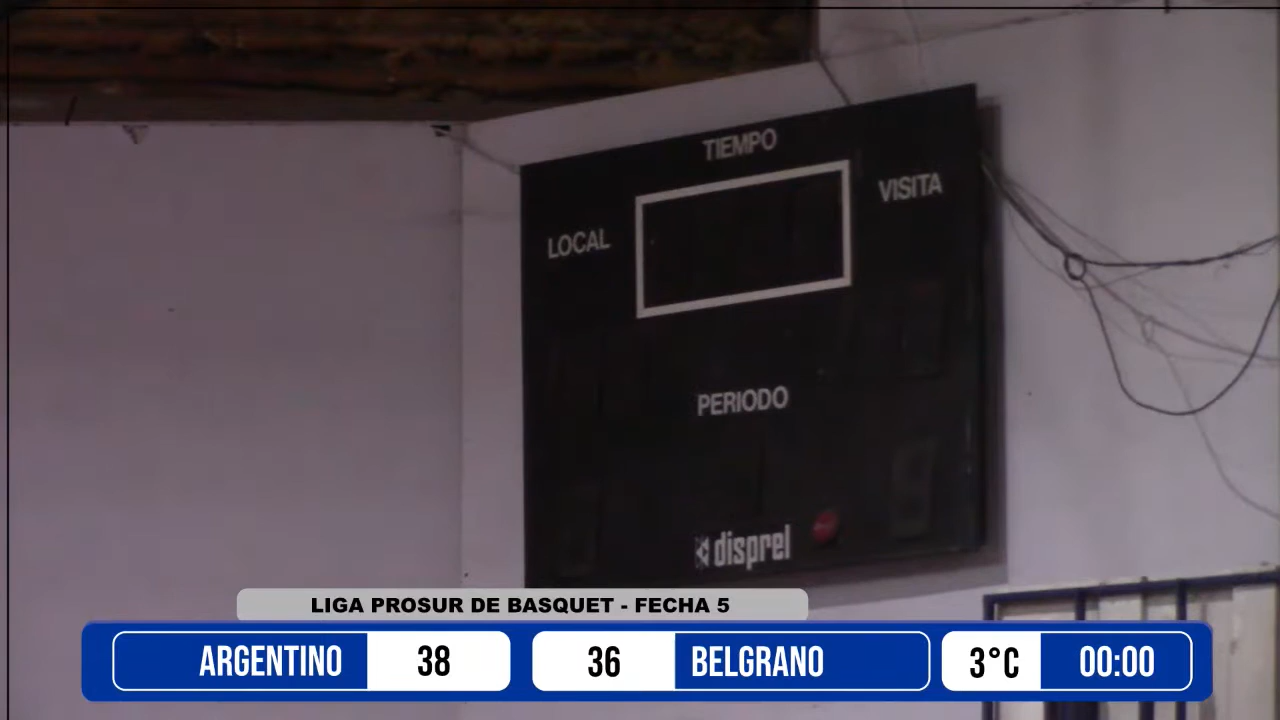 TIEMPO
VISITA
LOCAL
PERIODO
disprel
LIGA PROSUR DE BASQUET - FECHA 5
ARGENTINO 38 36 BELGRANO 3°C 00:00